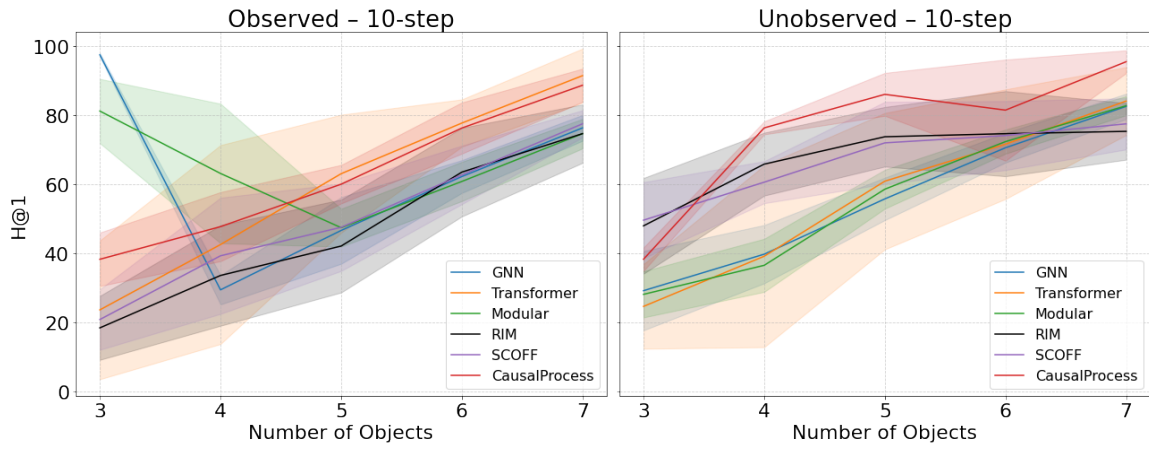 Observed – 10-step
Unobserved – 10-step
H@1
100
80
60
40
20
0
GNN
Transformer
Modular
RIM
SCOFF
CausalProcess
3
4
5
6
7
Number of Objects
GNN
Transformer
Modular
RIM
SCOFF
CausalProcess
3
4
5
6
7
Number of Objects